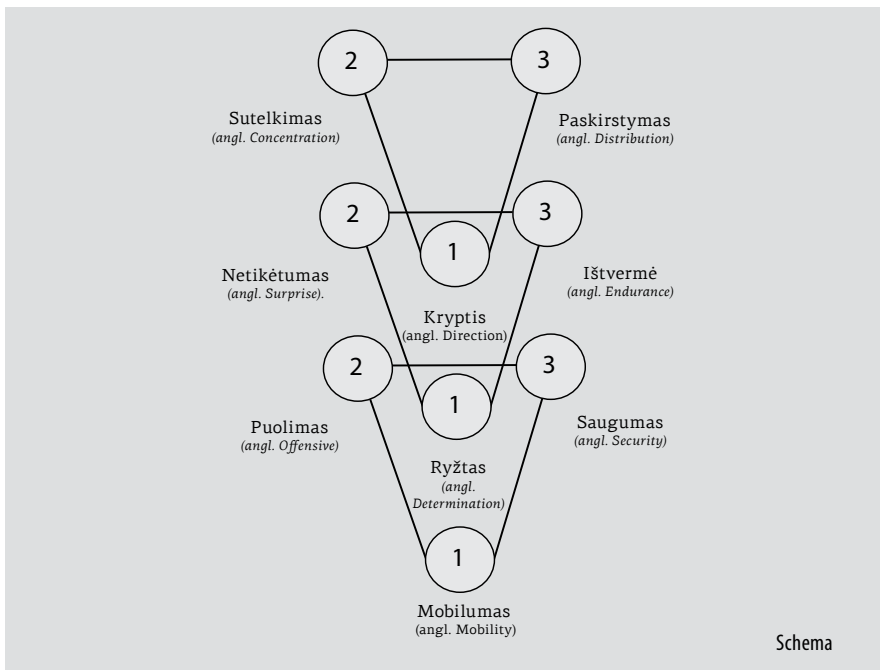 2
3
Sutelkimas
(angl. Concentration)
Paskirstymas
(angl. Distribution)
2
3
1
Netikėtumas
(angl. Surprise).
Ištvermė
(angl. Endurance)
Kryptis
(angl. Direction)
2
3
1
Puolimas
(angl. Offensive)
Saugumas
(angl. Security)
Ryžtas
(angl.
Determination)
1
Mobilumas
(angl. Mobility)
Schema